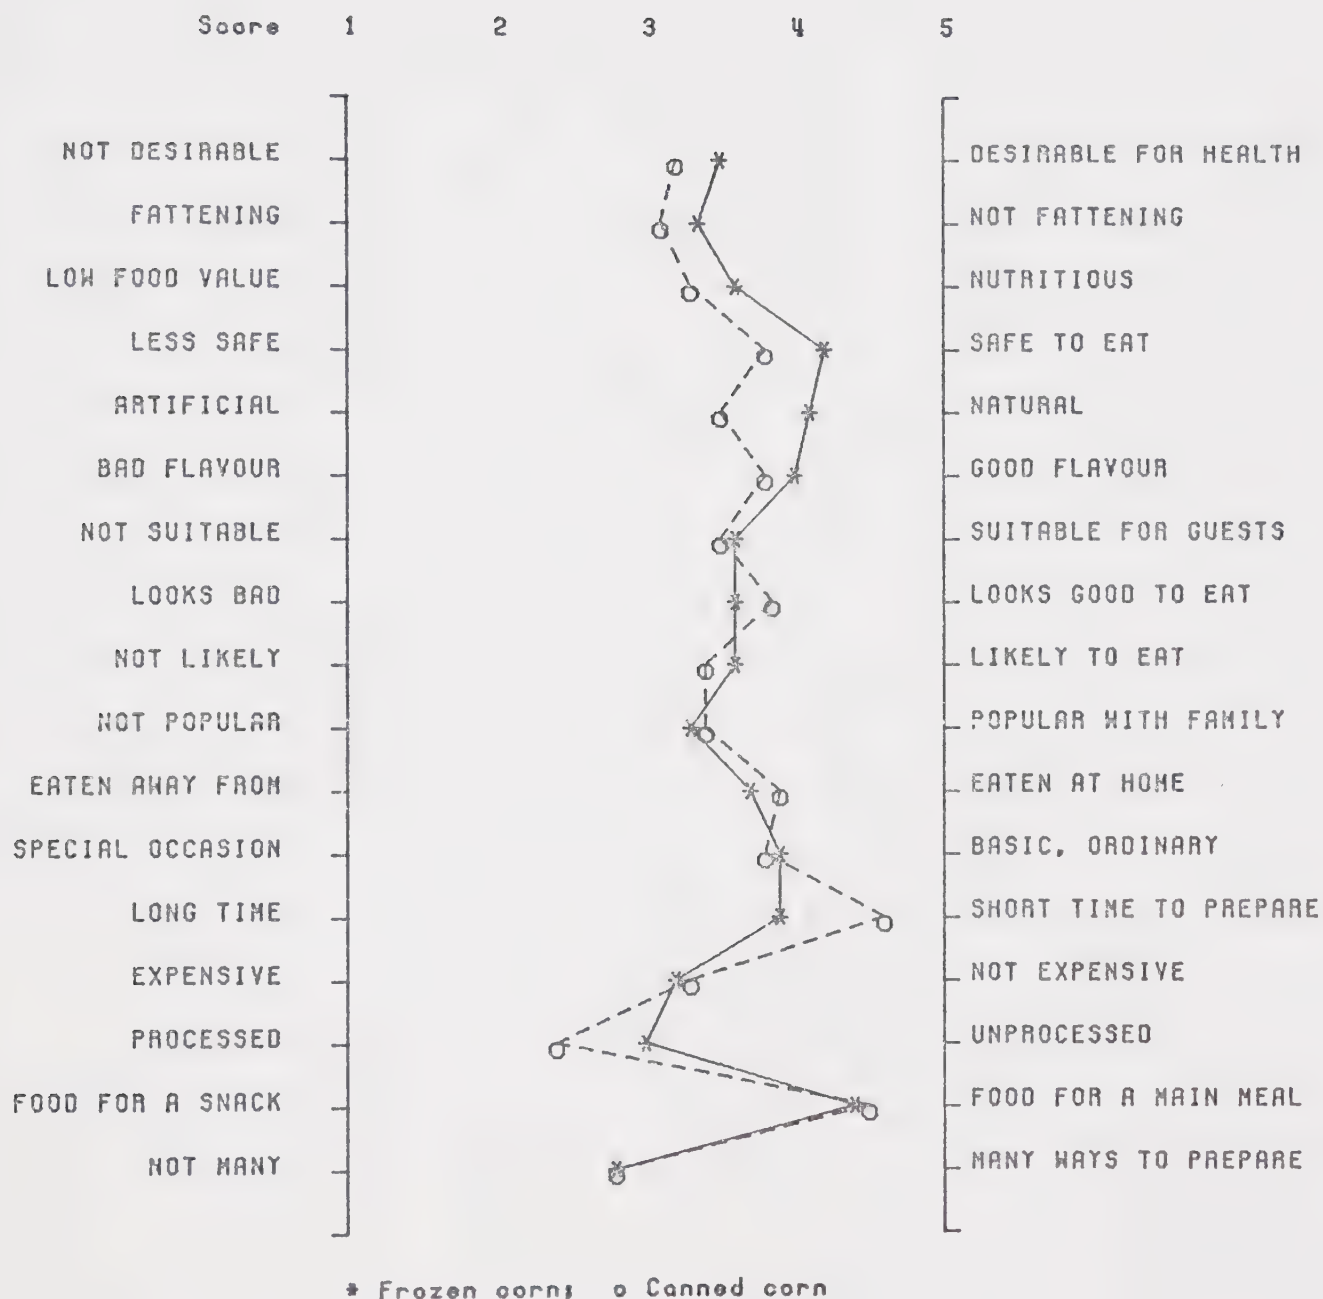 Score 1 2 3 4 5
NOT DESIRABLE DESIRABLE FOR HEALTH
FATTENING NOT FATTENING
LOW FOOD VALUE NUTRITIOUS
LESS SAFE SAFE TO EAT
ARTIFICIAL NATURAL
BAD FLAVOUR GOOD FLAVOUR
NOT SUITABLE SUITABLE FOR GUESTS
LOOKS BAD LOOKS GOOD TO EAT
NOT LIKELY LIKELY TO EAT
NOT POPULAR POPULAR WITH FAMILY
EATEN AWAY FROM EATEN AT HOME
SPECIAL OCCASION BASIC, ORDINARY
LONG TIME SHORT TIME TO PREPARE
EXPENSIVE NOT EXPENSIVE
PROCESSED UNPROCESSED
FOOD FOR A SNACK FOOD FOR A MAIN MEAL
NOT MANY MANY WAYS TO PREPARE
* Frozen corn; o Canned corn